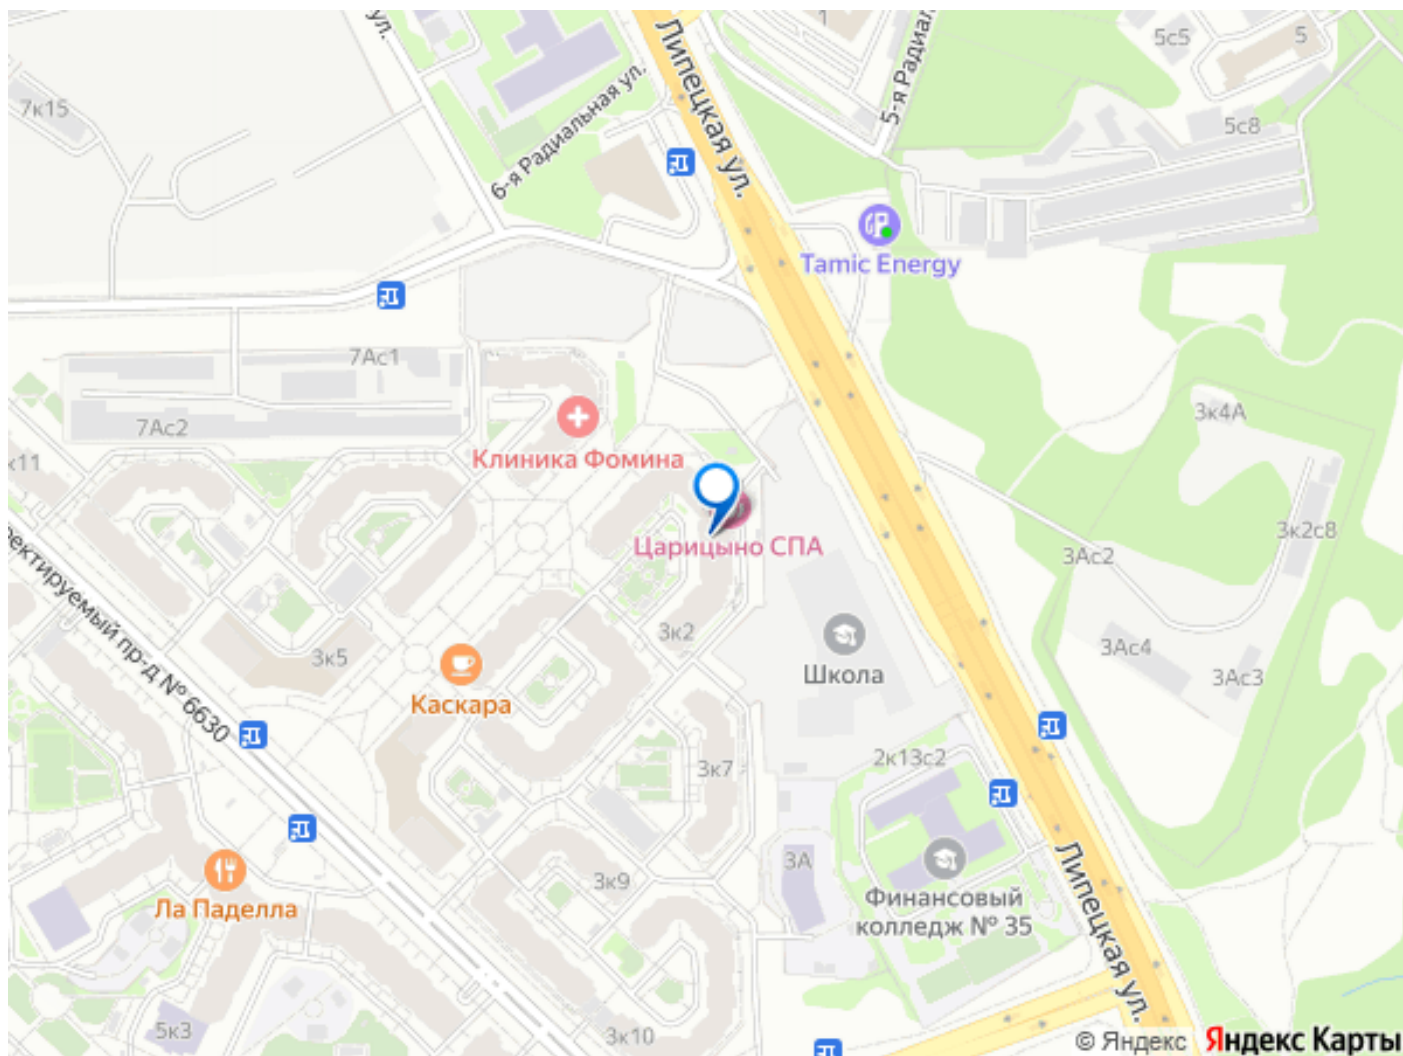 ул.
Липецкая ул.
1
5с5
5
5-я Радиал
7к15
6-я Радиальная ул.
5с8
Tamic Energy
7Ас1
3к4А
7Ас2
к11
Клиника Фомина
3к2с8
Царицыно СПА
3Ас2
ектируемый пр-д № 6630
3к2
3Ас4
3к5
Школа
3Ас3
Каскара
2к13с2
3к7
3А
3к9
Ла Паделла
Финансовый
колледж № 35
Липецкая ул.
5к3
3к10
© Яндекс Яндекс Карты